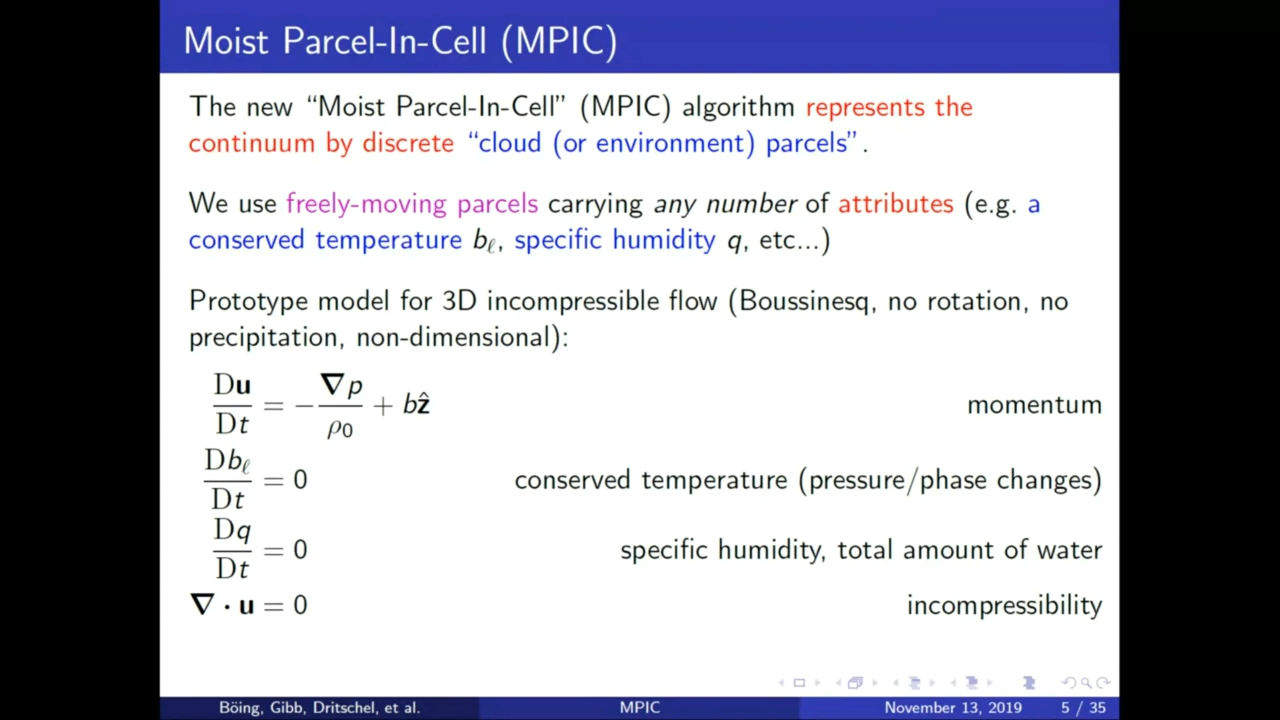 Moist Parcel-In-Cell (MPIC)
The new “Moist Parcel-In-Cell” (MPIC) algorithm represents the
continuum by discrete “cloud (or environment) parcels”.
We use freely-moving parcels carrying any number of attributes (e.g. a
conserved temperature bℓ, specific humidity q, etc...)
Prototype model for 3D incompressible flow (Boussinesq, no rotation, no
precipitation, non-dimensional):
Du/Dt = −∇p/ρ0 + bẑ momentum
Dbℓ/Dt = 0 conserved temperature (pressure/phase changes)
Dq/Dt = 0 specific humidity, total amount of water
∇ · u = 0 incompressibility
Böing, Gibb, Dritschel, et al. MPIC November 13, 2019 5 / 35